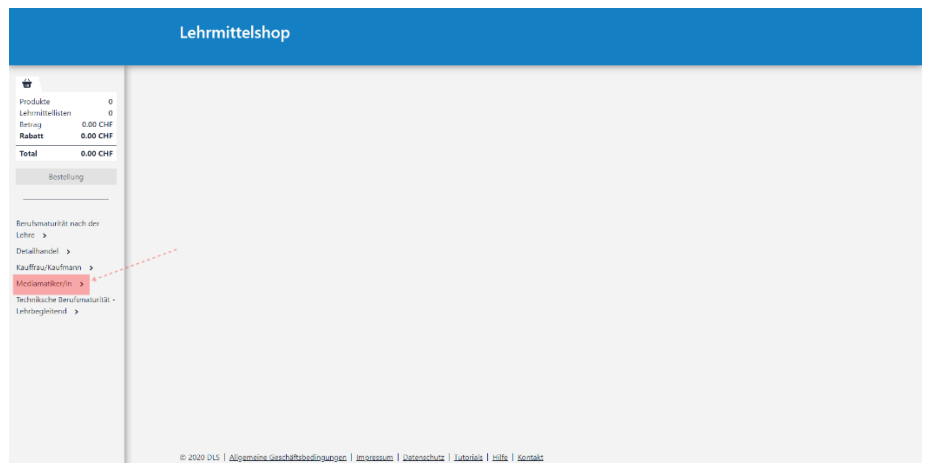 Lehrmittelshop
Produkte 0
Lehrmittellisten 0
Betrag 0.00 CHF
Rabatt 0.00 CHF
Total 0.00 CHF
Bestellung
Berufsmaturität nach der
Lehre >
Detailhandel >
Kauffrau/Kaufmann >
Mediamatiker/in >
Technische Berufsmaturität -
Lehrbegleitend >
© 2020 DLS | Allgemeine Geschäftsbedingungen | Impressum | Datenschutz | Tutorials | Hilfe | Kontakt